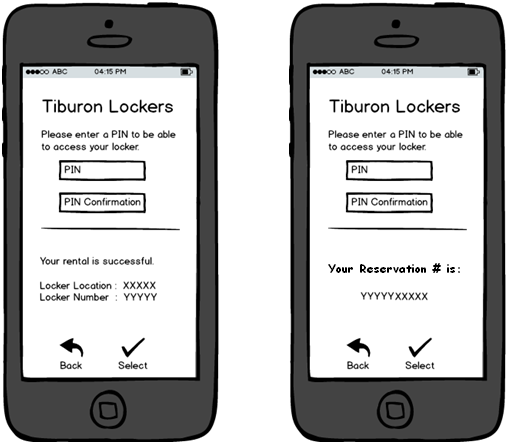 ABC 04:15 PM
Tiburon Lockers
Please enter a PIN to be able
to access your locker.
PIN
PIN Confirmation
Your rental is successful.
Locker Location : XXXXX
Locker Number : YYYYY
Back Select
ABC 04:15 PM
Tiburon Lockers
Please enter a PIN to be able
to access your locker.
PIN
PIN Confirmation
Your Reservation # is:
YYYYYXXXXX
Back Select